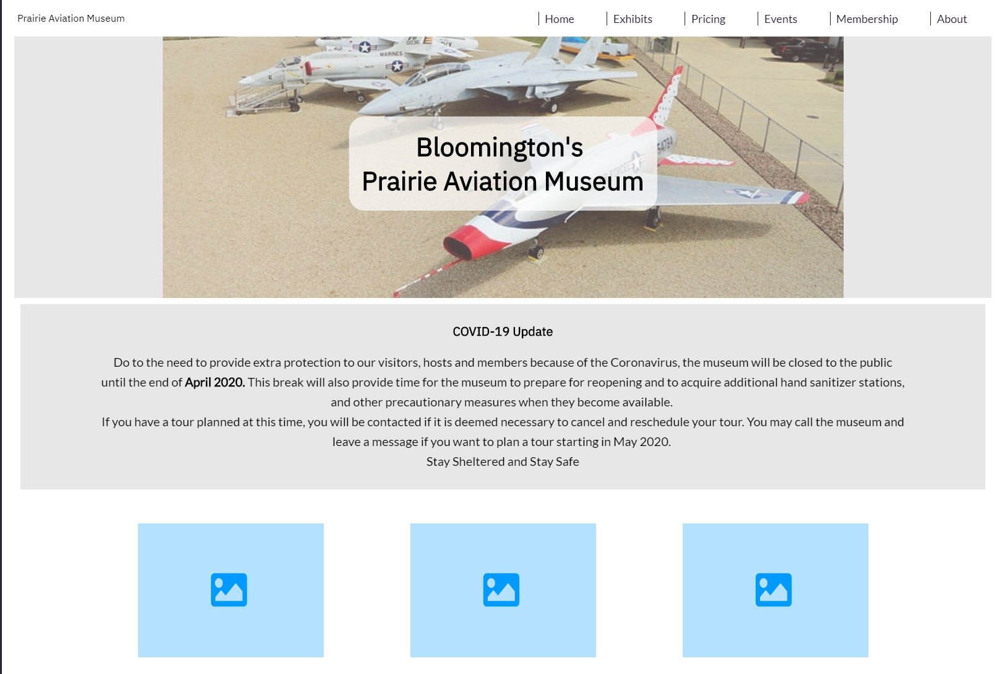 Prairie Aviation Museum
Home
Exhibits
Pricing
Events
Membership
About
0036
MARINES
5478A
Bloomington's
Prairie Aviation Museum
COVID-19 Update
Do to the need to provide extra protection to our visitors, hosts and members because of the Coronavirus, the museum will be closed to the public
until the end of April 2020. This break will also provide time for the museum to prepare for reopening and to acquire additional hand sanitizer stations,
and other precautionary measures when they become available.
If you have a tour planned at this time, you will be contacted if it is deemed necessary to cancel and reschedule your tour. You may call the museum and
leave a message if you want to plan a tour starting in May 2020.
Stay Sheltered and Stay Safe